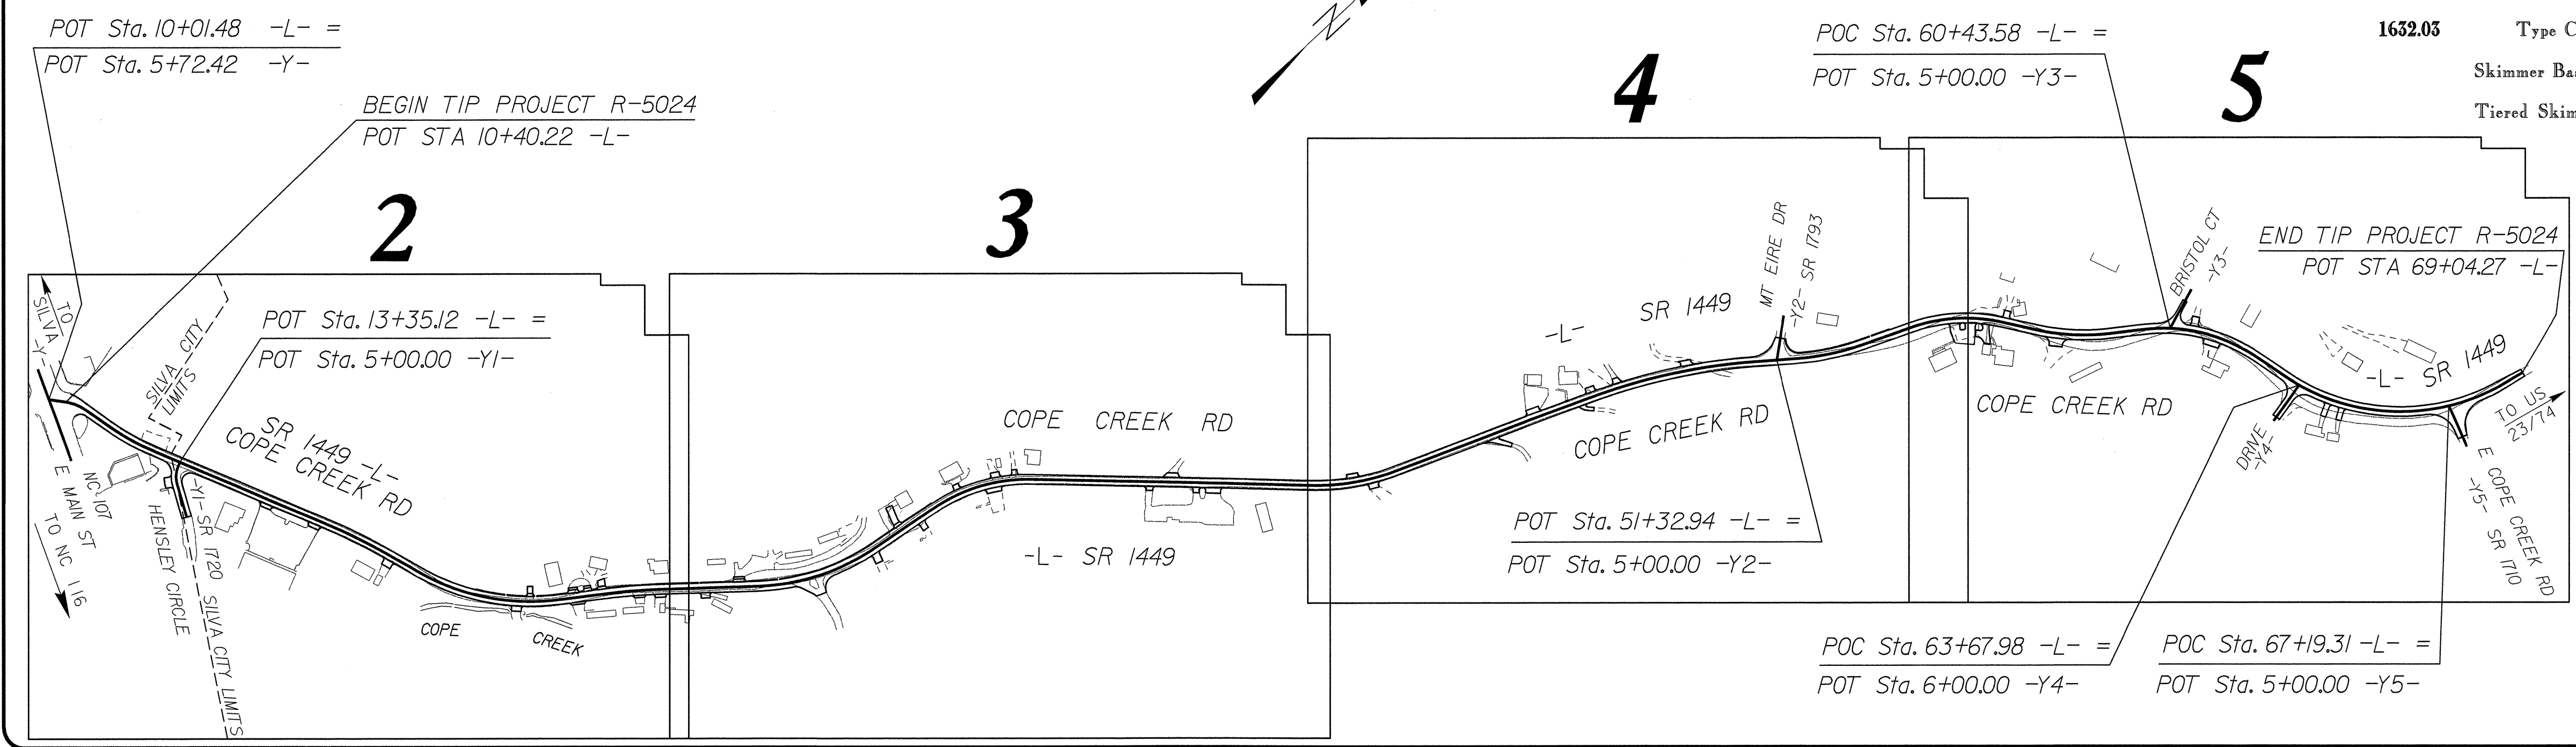 POT Sta. 10+01.48 -L- =
POT Sta. 5+72.42 -Y-
BEGIN TIP PROJECT R-5024
POT STA 10+40.22 -L-
N
POC Sta. 60+43.58 -L- =
POT Sta. 5+00.00 -Y3-
1632.03 Type C
Skimmer Bas
Tiered Skim
2
3
4
5
TO
SILVA
-Y-
SILVA CITY
LIMITS
POT Sta. 13+35.12 -L- =
POT Sta. 5+00.00 -Y1-
SR 1449 -L-
COPE CREEK RD
NC 107
E MAIN ST
TO NC 116
HENSLEY CIRCLE
-Y1- SR 1720
SILVA CITY LIMITS
COPE CREEK
COPE CREEK RD
-L- SR 1449
-L- SR 1449
MT EIRE DR
-Y2- SR 1793
COPE CREEK RD
POT Sta. 51+32.94 -L- =
POT Sta. 5+00.00 -Y2-
BRISTOL CT
-Y3-
END TIP PROJECT R-5024
POT STA 69+04.27 -L-
COPE CREEK RD
-L- SR 1449
TO US
23/74
DRIVE
-Y4-
E COPE CREEK RD
-Y5- SR 1710
POC Sta. 63+67.98 -L- =
POT Sta. 6+00.00 -Y4-
POC Sta. 67+19.31 -L- =
POT Sta. 5+00.00 -Y5-